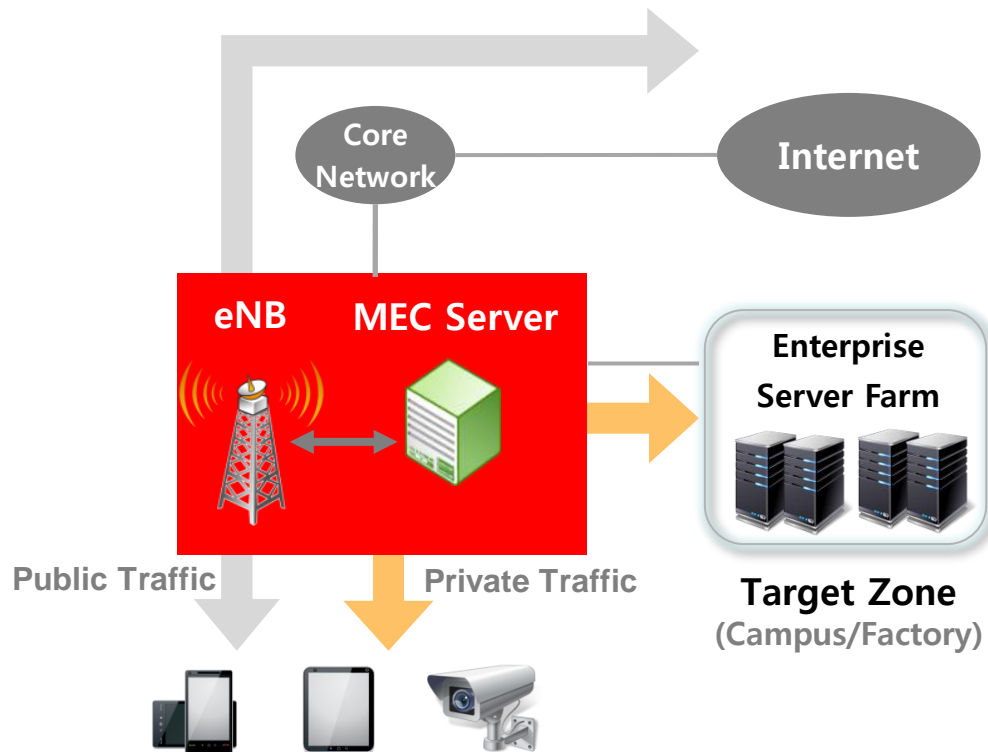 Core
Network
Internet
eNB
MEC Server
Enterprise
Server Farm
Public Traffic
Private Traffic
Target Zone
(Campus/Factory)